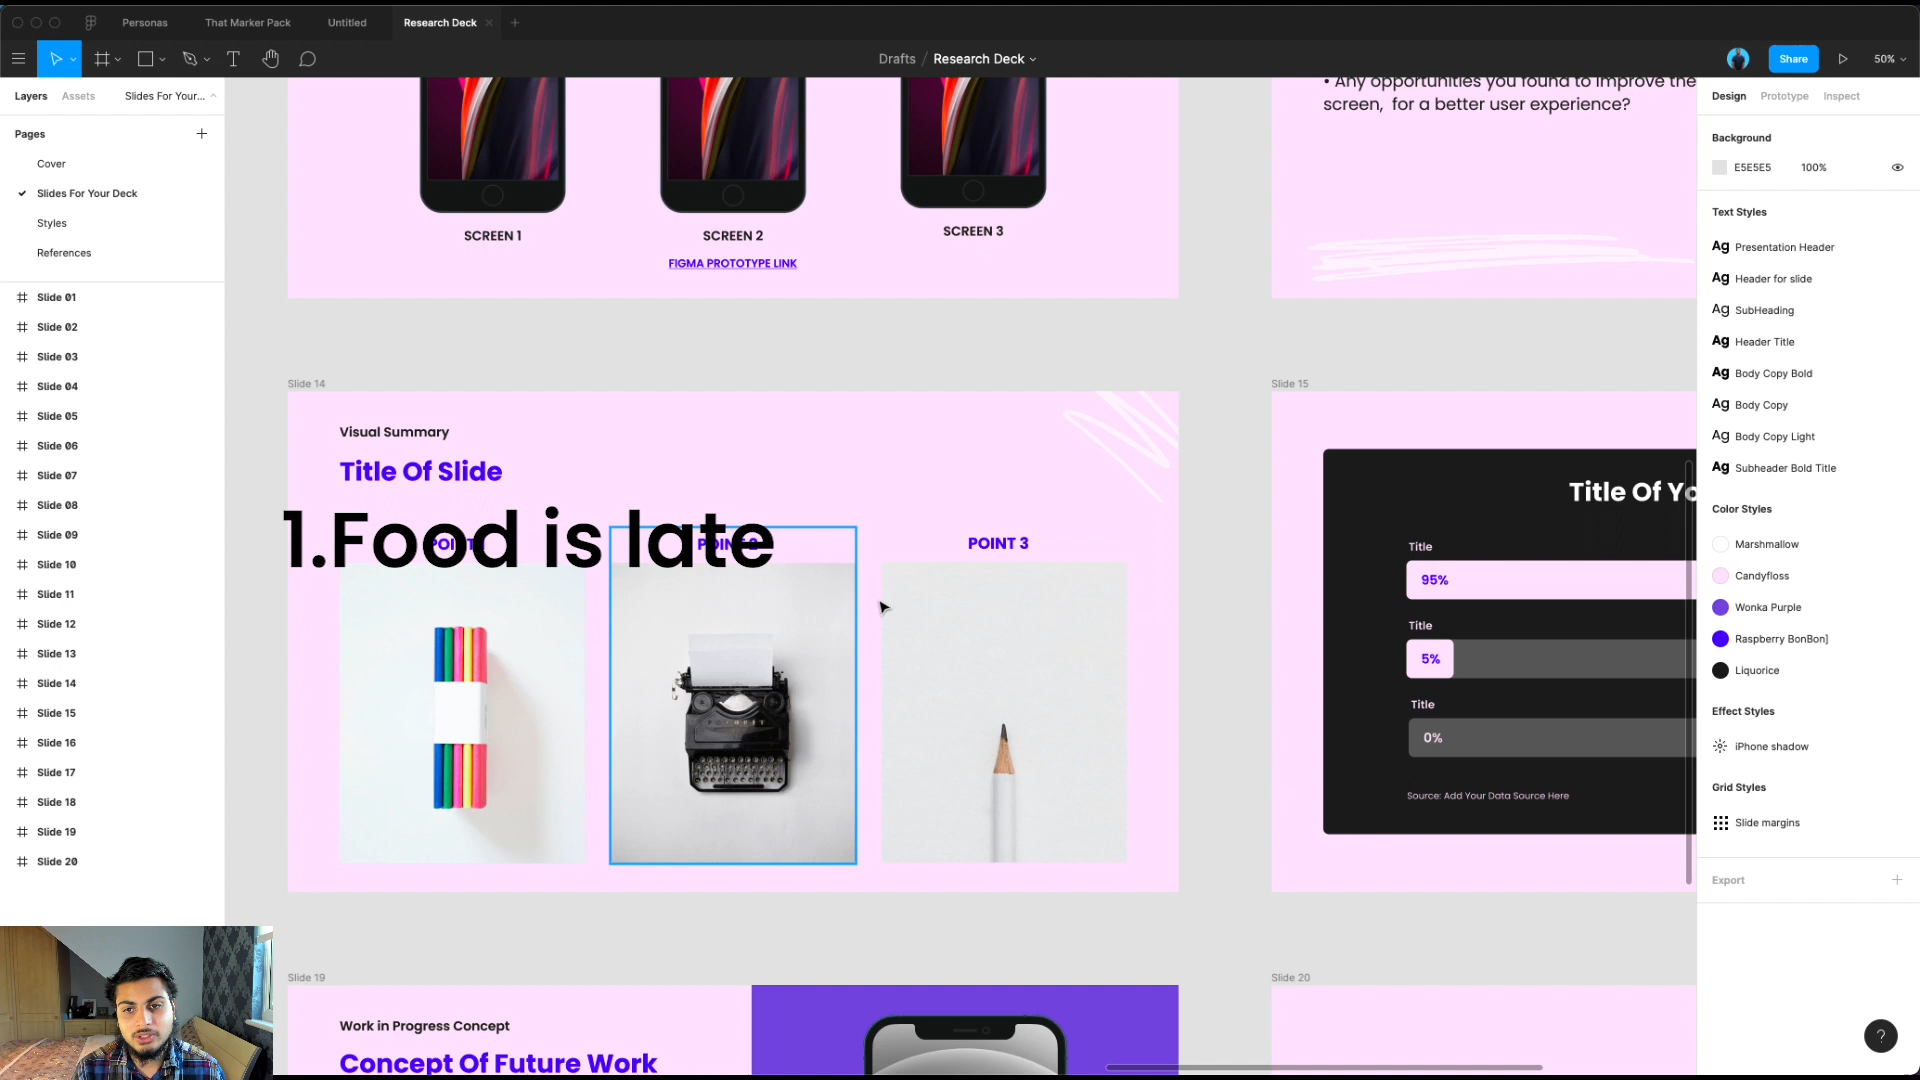 Personas
That Marker Pack
Untitled
Research Deck
Drafts / Research Deck
Share
50%
Layers
Assets
Slides For Your...
Pages
Cover
Slides For Your Deck
Styles
References
Slide 01
Slide 02
Slide 03
Slide 04
Slide 05
Slide 06
Slide 07
Slide 08
Slide 09
Slide 10
Slide 11
Slide 12
Slide 13
Slide 14
Slide 15
Slide 16
Slide 17
Slide 18
Slide 19
Slide 20
SCREEN 1
SCREEN 2
SCREEN 3
FIGMA PROTOTYPE LINK
• Any opportunities you found to improve the
screen, for a better user experience?
Slide 14
Visual Summary
Title Of Slide
1.Food is late
POINT 3
Slide 15
Title Of Yo
Title
95%
Title
5%
Title
0%
Source: Add Your Data Source Here
Slide 19
Work in Progress Concept
Concept Of Future Work
Slide 20
Design
Prototype
Inspect
Background
E5E5E5
100%
Text Styles
Ag Presentation Header
Ag Header for slide
Ag SubHeading
Ag Header Title
Ag Body Copy Bold
Ag Body Copy
Ag Body Copy Light
Ag Subheader Bold Title
Color Styles
Marshmallow
Candyfloss
Wonka Purple
Raspberry BonBon]
Liquorice
Effect Styles
iPhone shadow
Grid Styles
Slide margins
Export
?